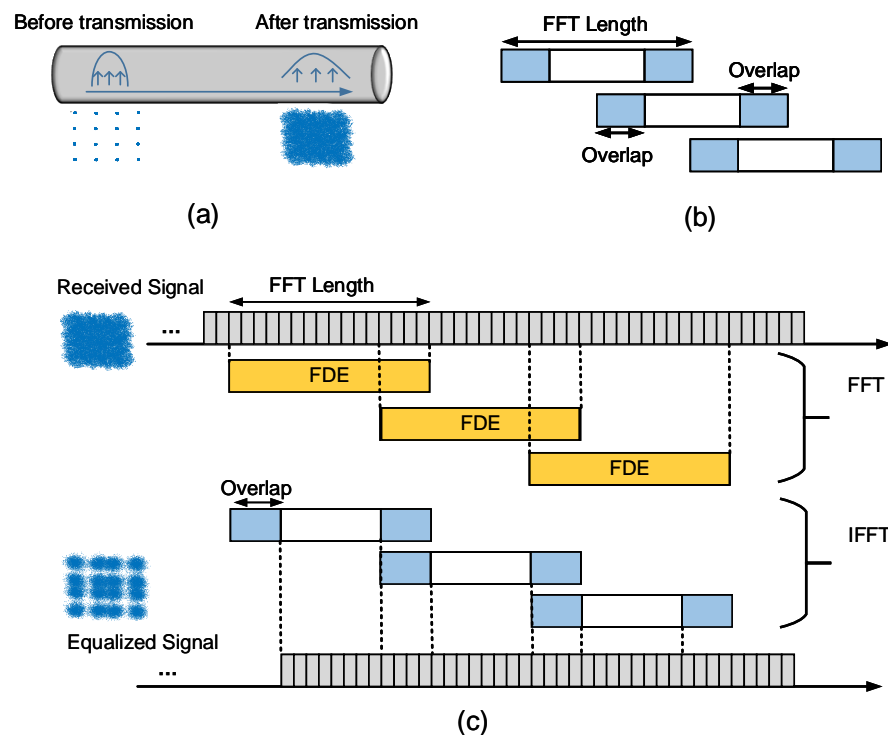 Before transmission
After transmission
(a)
FFT Length
Overlap
Overlap
(b)
Received Signal
FFT Length
...
FDE
FDE
FDE
FFT
Overlap
IFFT
Equalized Signal
...
(c)